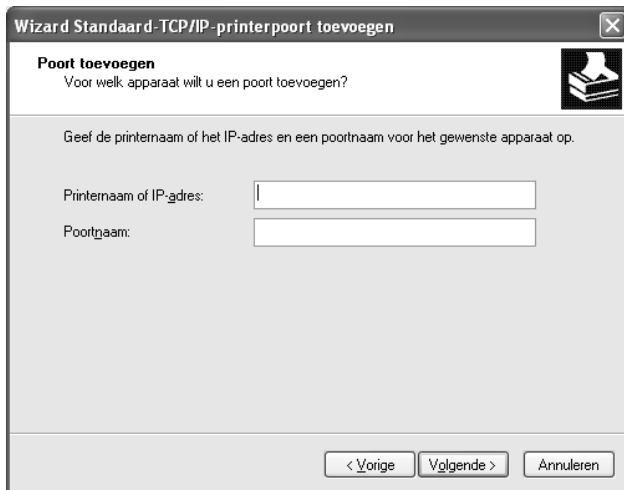 Wizard Standaard-TCP/IP-printerpoort toevoegen
Poort toevoegen
Voor welk apparaat wilt u een poort toevoegen?
Geef de printernaam of het IP-adres en een poortnaam voor het gewenste apparaat op.
Printernaam of IP-adres:
Poortnaam:
< Vorige
Volgende >
Annuleren